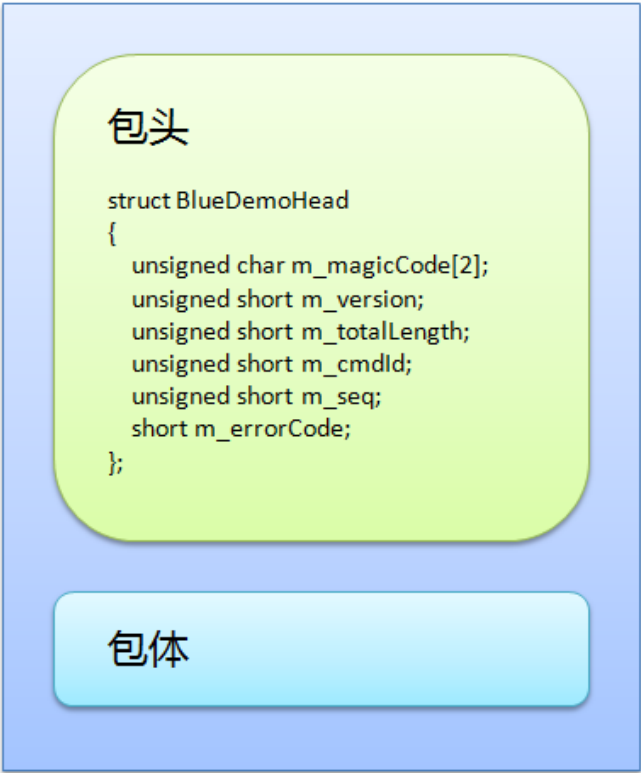 包头
struct BlueDemoHead
{
unsigned char m_magicCode[2];
unsigned short m_version;
unsigned short m_totalLength;
unsigned short m_cmdId;
unsigned short m_seq;
short m_errorCode;
};
包体